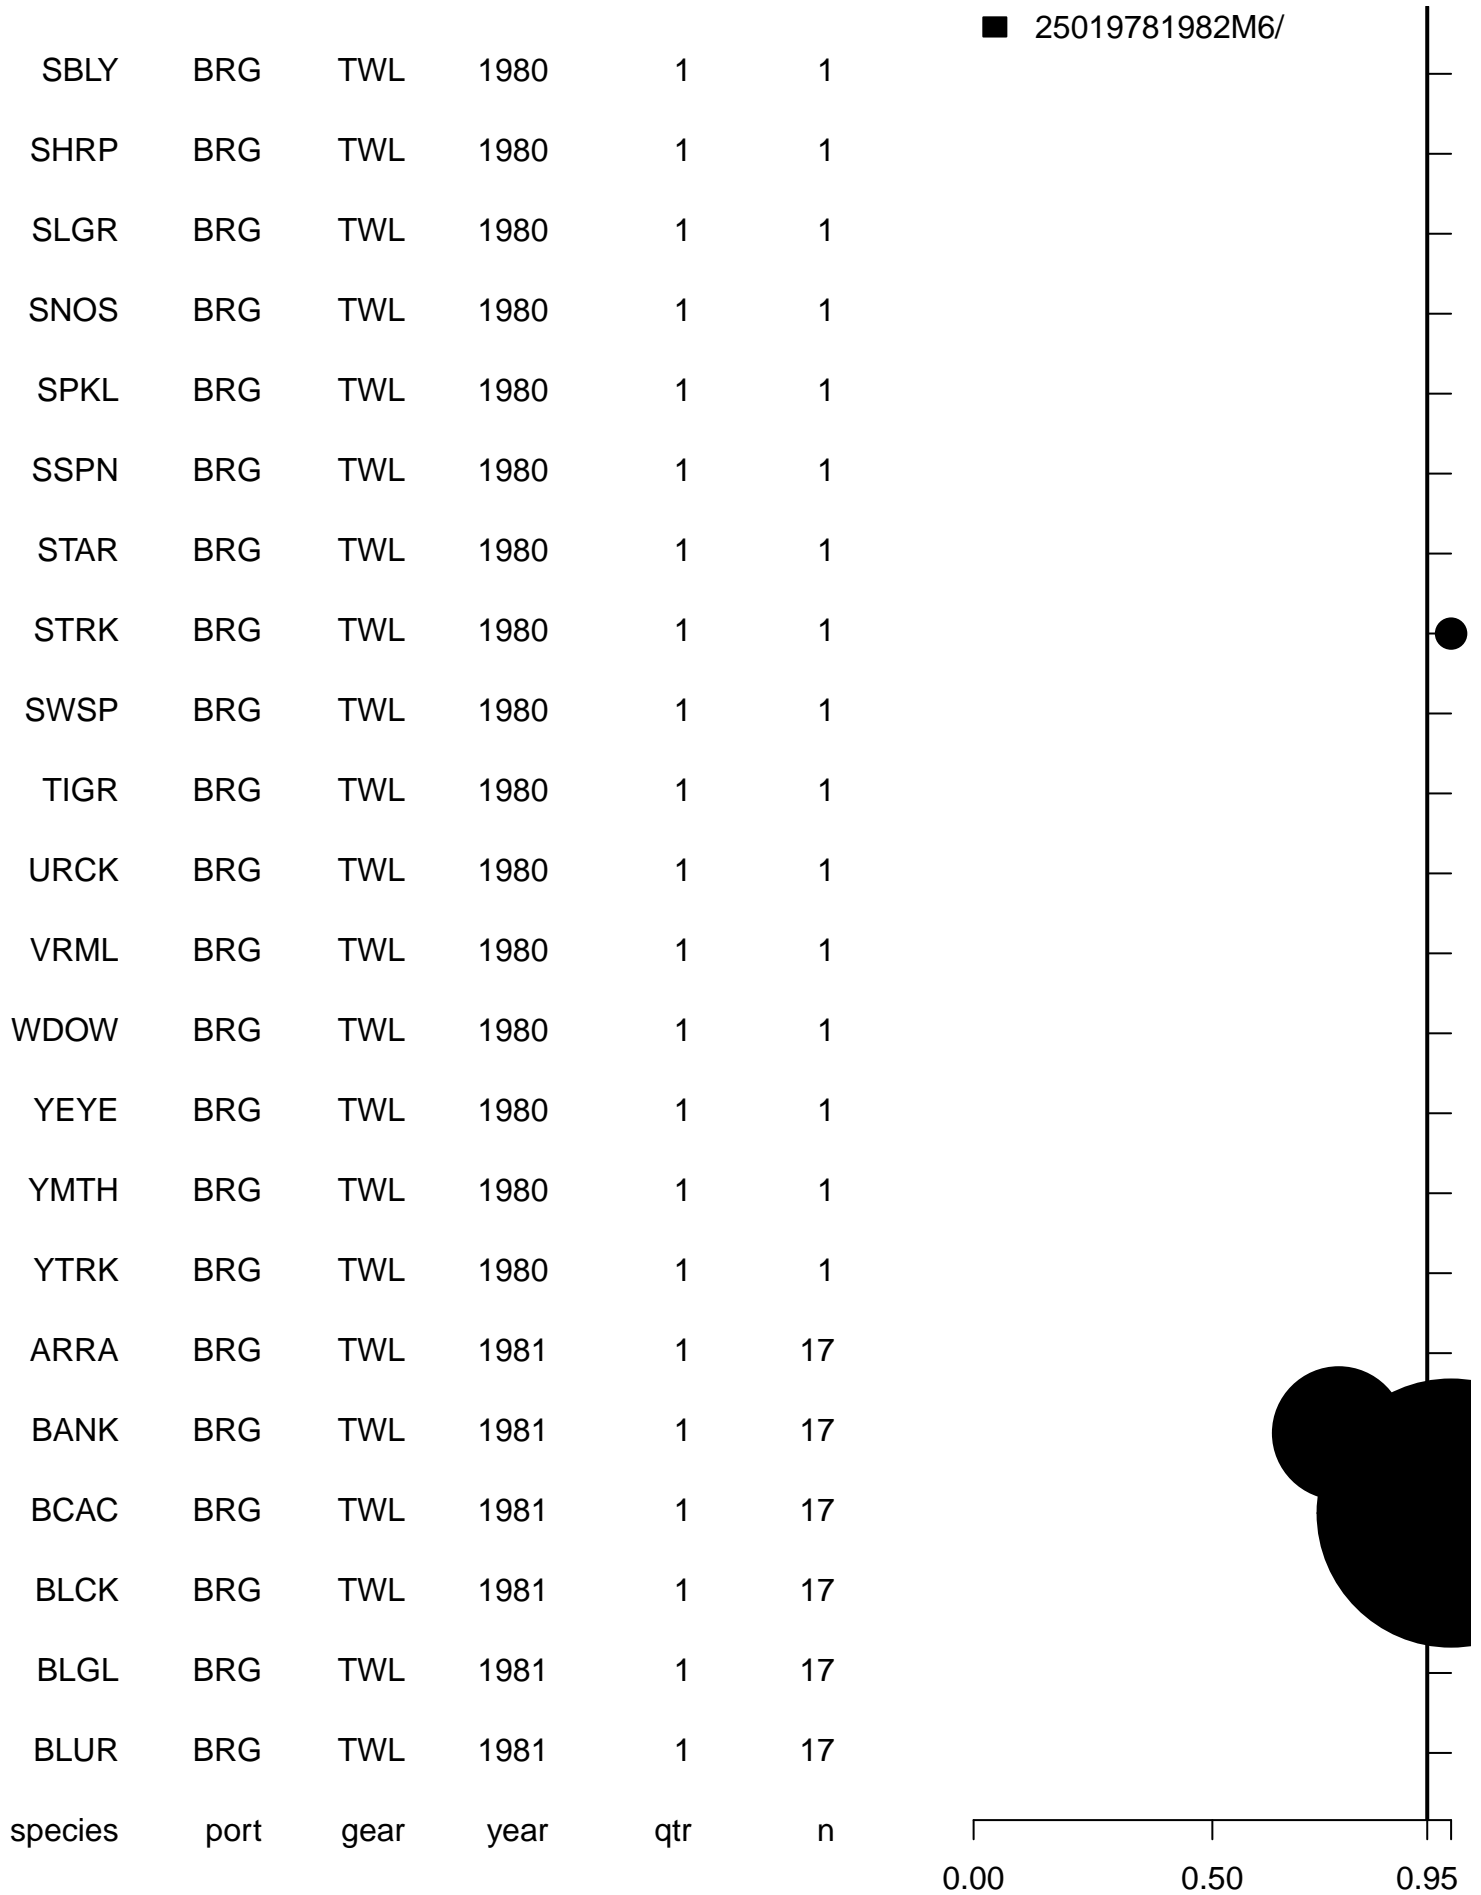 25019781982M6/
SBLY BRG TWL 1980 1 1
SHRP BRG TWL 1980 1 1
SLGR BRG TWL 1980 1 1
SNOS BRG TWL 1980 1 1
SPKL BRG TWL 1980 1 1
SSPN BRG TWL 1980 1 1
STAR BRG TWL 1980 1 1
STRK BRG TWL 1980 1 1
SWSP BRG TWL 1980 1 1
TIGR BRG TWL 1980 1 1
URCK BRG TWL 1980 1 1
VRML BRG TWL 1980 1 1
WDOW BRG TWL 1980 1 1
YEYE BRG TWL 1980 1 1
YMTH BRG TWL 1980 1 1
YTRK BRG TWL 1980 1 1
ARRA BRG TWL 1981 1 17
BANK BRG TWL 1981 1 17
BCAC BRG TWL 1981 1 17
BLCK BRG TWL 1981 1 17
BLGL BRG TWL 1981 1 17
BLUR BRG TWL 1981 1 17
species port gear year qtr n
0.00 0.50 0.95